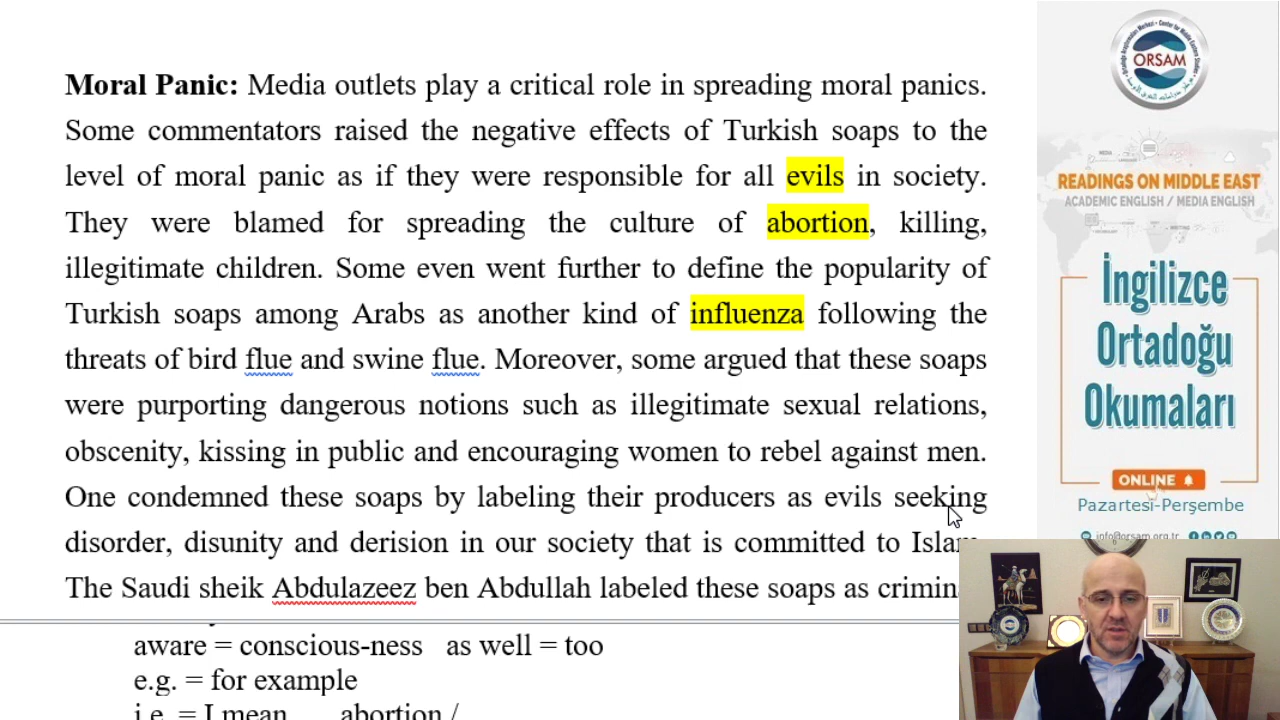 Moral Panic: Media outlets play a critical role in spreading moral panics.
Some commentators raised the negative effects of Turkish soaps to the
level of moral panic as if they were responsible for all evils in society.
They were blamed for spreading the culture of abortion, killing,
illegitimate children. Some even went further to define the popularity of
Turkish soaps among Arabs as another kind of influenza following the
threats of bird flue and swine flue. Moreover, some argued that these soaps
were purporting dangerous notions such as illegitimate sexual relations,
obscenity, kissing in public and encouraging women to rebel against men.
One condemned these soaps by labeling their producers as evils seeking
disorder, disunity and derision in our society that is committed to Islam.
The Saudi sheik Abdulazeez ben Abdullah labeled these soaps as
aware = conscious-ness as well = too
e.g. = for example
i.e. = I mean abortion /
ORSAM
READINGS ON MIDDLE EAST
ACADEMIC ENGLISH / MEDIA ENGLISH
İngilizce
Ortadoğu
Okumaları
ONLINE
Pazartesi-Perşembe
info@orsam.org.tr